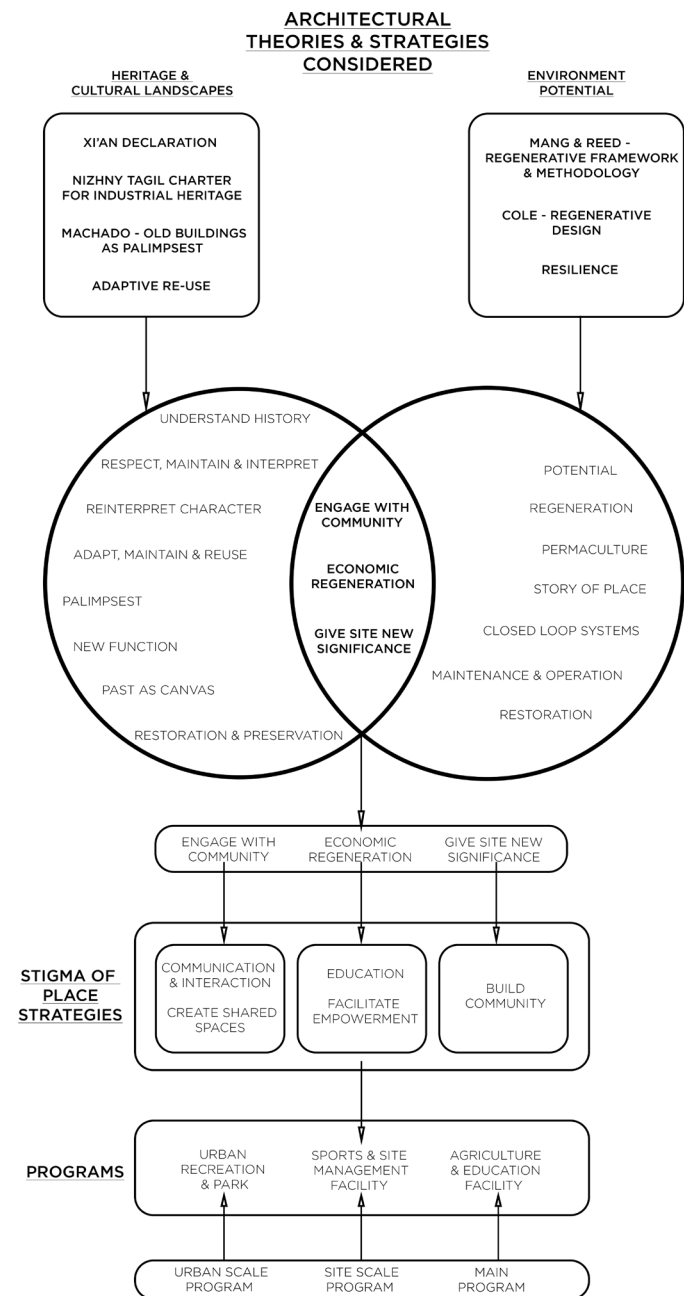 ARCHITECTURAL
THEORIES & STRATEGIES
CONSIDERED
HERITAGE &
CULTURAL LANDSCAPES
XI'AN DECLARATION
NIZHNY TAGIL CHARTER
FOR INDUSTRIAL HERITAGE
MACHADO - OLD BUILDINGS
AS PALIMPSEST
ADAPTIVE RE-USE
ENVIRONMENT
POTENTIAL
MANG & REED -
REGENERATIVE FRAMEWORK
& METHODOLOGY
COLE - REGENERATIVE
DESIGN
RESILIENCE
UNDERSTAND HISTORY
RESPECT, MAINTAIN & INTERPRET
REINTERPRET CHARACTER
ADAPT, MAINTAIN & REUSE
PALIMPSEST
NEW FUNCTION
PAST AS CANVAS
RESTORATION & PRESERVATION
ENGAGE WITH
COMMUNITY
ECONOMIC
REGENERATION
GIVE SITE NEW
SIGNIFICANCE
POTENTIAL
REGENERATION
PERMACULTURE
STORY OF PLACE
CLOSED LOOP SYSTEMS
MAINTENANCE & OPERATION
RESTORATION
ENGAGE WITH
COMMUNITY
ECONOMIC
REGENERATION
GIVE SITE NEW
SIGNIFICANCE
STIGMA OF
PLACE
STRATEGIES
COMMUNICATION
& INTERACTION
CREATE SHARED
SPACES
EDUCATION
FACILITATE
EMPOWERMENT
BUILD
COMMUNITY
PROGRAMS
URBAN
RECREATION
& PARK
SPORTS & SITE
MANAGEMENT
FACILITY
AGRICULTURE
& EDUCATION
FACILITY
URBAN SCALE
PROGRAM
SITE SCALE
PROGRAM
MAIN
PROGRAM